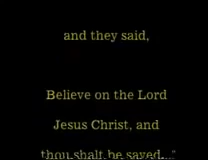 and they said,
Believe on the Lord
Jesus Christ, and
thou shalt be saved..."